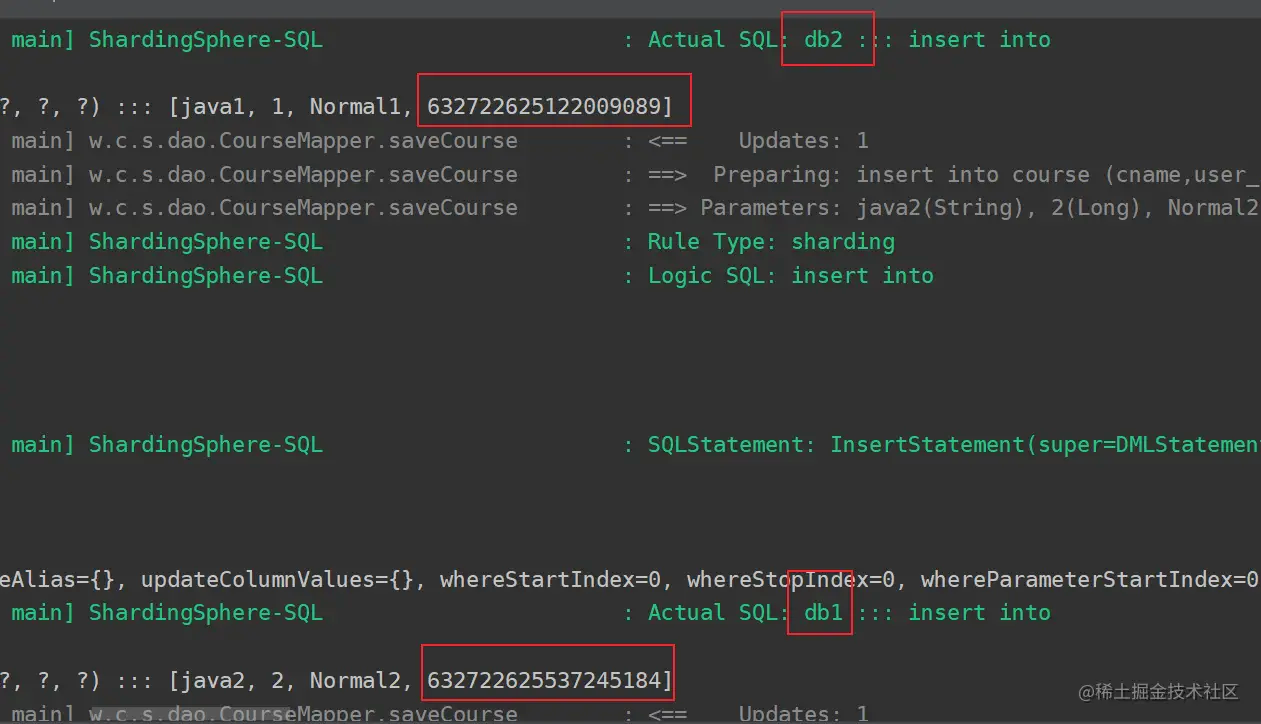 main] ShardingSphere-SQL : Actual SQL: db2 ::: insert into
?, ?, ?) ::: [java1, 1, Normal1, 632722625122009089]
main] w.c.s.dao.CourseMapper.saveCourse : <== Updates: 1
main] w.c.s.dao.CourseMapper.saveCourse : ==> Preparing: insert into course (cname,user_
main] w.c.s.dao.CourseMapper.saveCourse : ==> Parameters: java2(String), 2(Long), Normal2
main] ShardingSphere-SQL : Rule Type: sharding
main] ShardingSphere-SQL : Logic SQL: insert into
main] ShardingSphere-SQL : SQLStatement: InsertStatement(super=DMLStatement
eAlias={}, updateColumnValues={}, whereStartIndex=0, whereStopIndex=0, whereParameterStartIndex=0
main] ShardingSphere-SQL : Actual SQL: db1 ::: insert into
?, ?, ?) ::: [java2, 2, Normal2, 632722625537245184]
@稀土掘金技术社区
main] w.c.s.dao.CourseMapper.saveCourse : <== Updates: 1